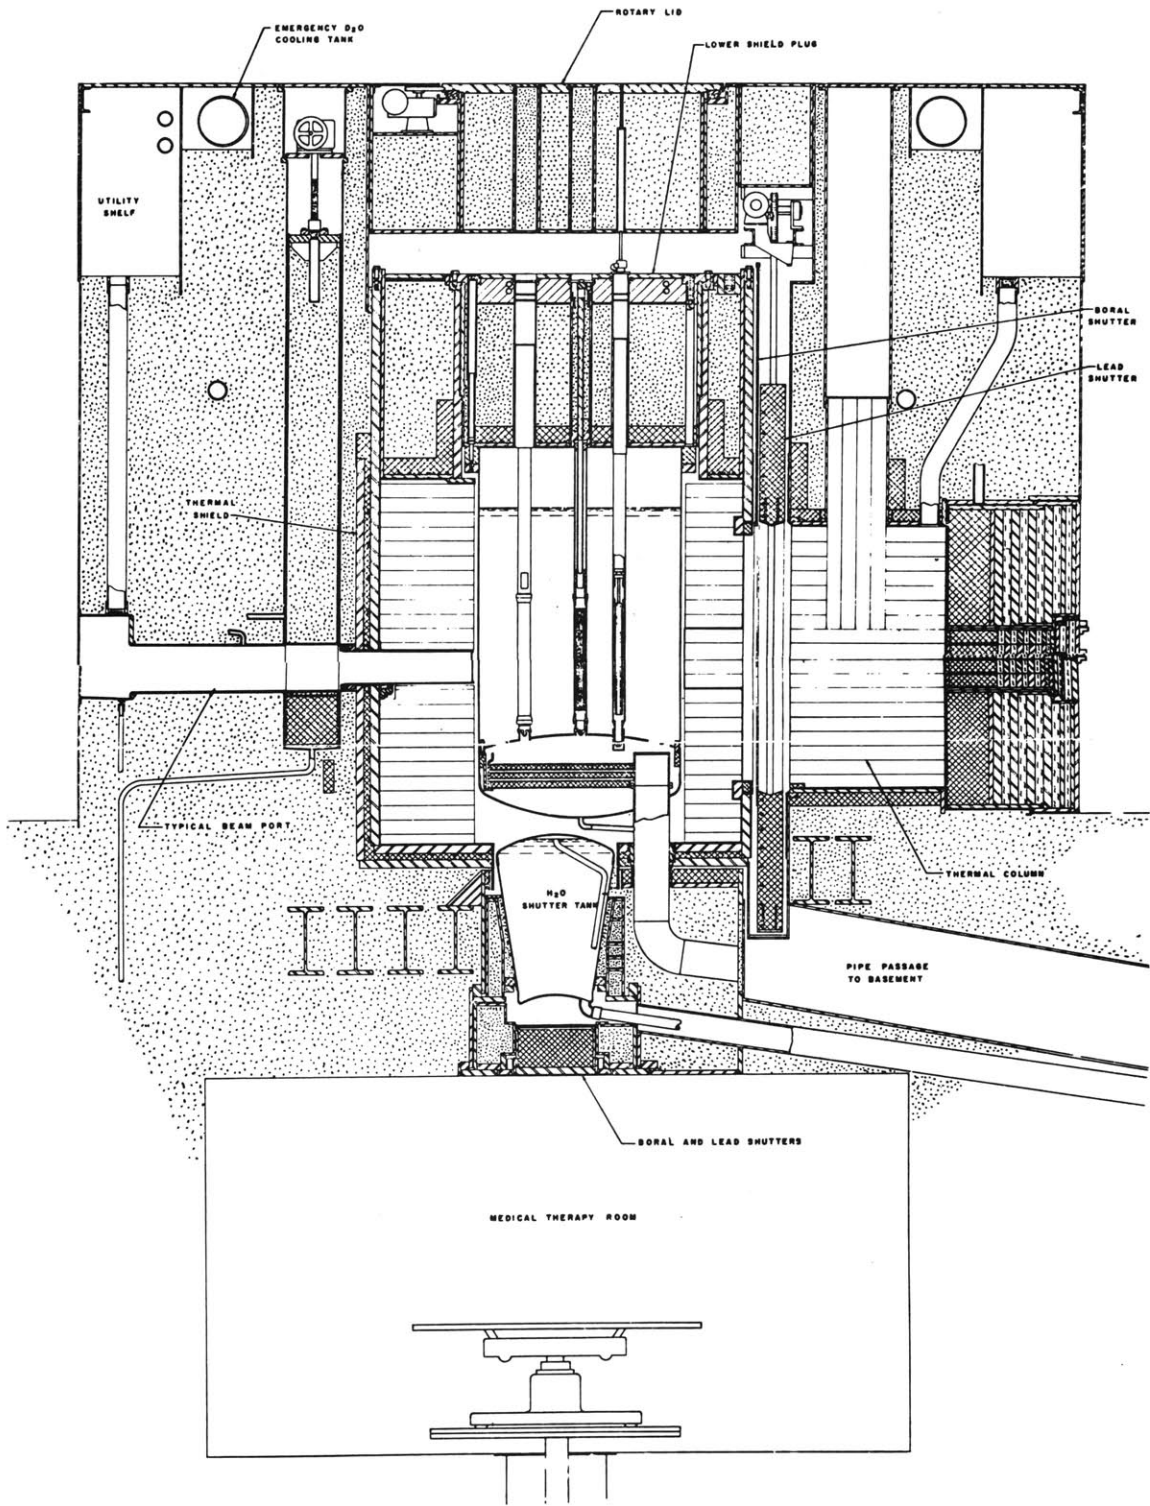 ROTARY LID
EMERGENCY D₂O
COOLING TANK
LOWER SHIELD PLUG
UTILITY
SHELF
BORAL
SHUTTER
LEAD
SHUTTER
THERMAL
SHIELD
TYPICAL BEAM PORT
THERMAL COLUMN
H₂O
SHUTTER TANK
PIPE PASSAGE
TO BASEMENT
BORAL AND LEAD SHUTTERS
MEDICAL THERAPY ROOM